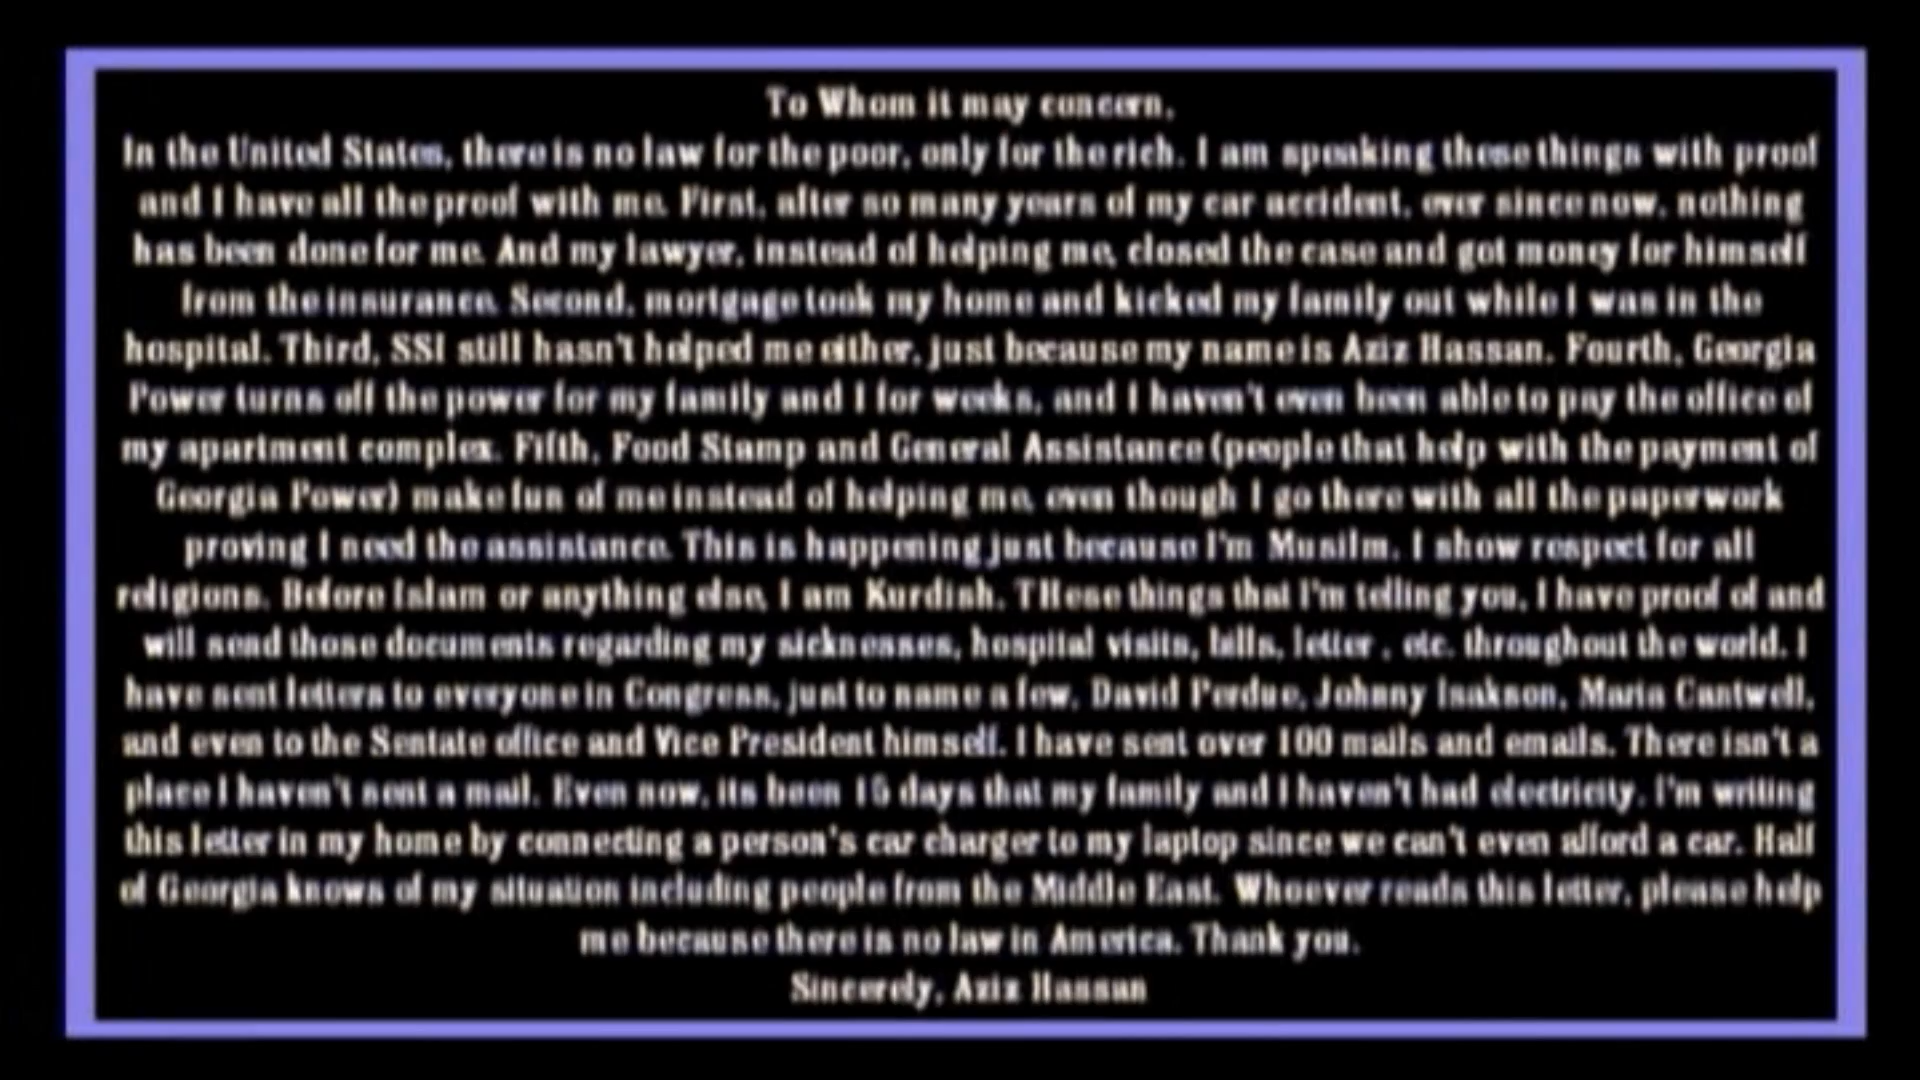 To Whom it may concern,
In the United States, there is no law for the poor, only for the rich. I am speaking these things with proof
and I have all the proof with me. First, after so many years of my car accident, ever since now, nothing
has been done for me. And my lawyer, instead of helping me, closed the case and got money for himself
from the insurance. Second, mortgage took my home and kicked my family out while I was in the
hospital. Third, SSI still hasn't helped me either, just because my name is Aziz Hassan. Fourth, Georgia
Power turns off the power for my family and I for weeks, and I haven't even been able to pay the office of
my apartment complex. Fifth, Food Stamp and General Assistance (people that help with the payment of
Georgia Power) make fun of me instead of helping me, even though I go there with all the paperwork
proving I need the assistance. This is happening just because I'm Musilm. I show respect for all
religions. Before Islam or anything else, I am Kurdish. THese things that I'm telling you, I have proof of and
will send those documents regarding my sicknesses, hospital visits, bills, letter , etc. throughout the world. I
have sent letters to everyone in Congress, just to name a few, David Perdue, Johnny Isakson, Maria Cantwell,
and even to the Sentate office and Vice President himself. I have sent over 100 mails and emails. There isn't a
place I haven't sent a mail. Even now, its been 15 days that my family and I haven't had electricity. I'm writing
this letter in my home by connecting a person's car charger to my laptop since we can't even afford a car. Half
of Georgia knows of my situation including people from the Middle East. Whoever reads this letter, please help
me because there is no law in America. Thank you.
Sincerely, Aziz Hassan